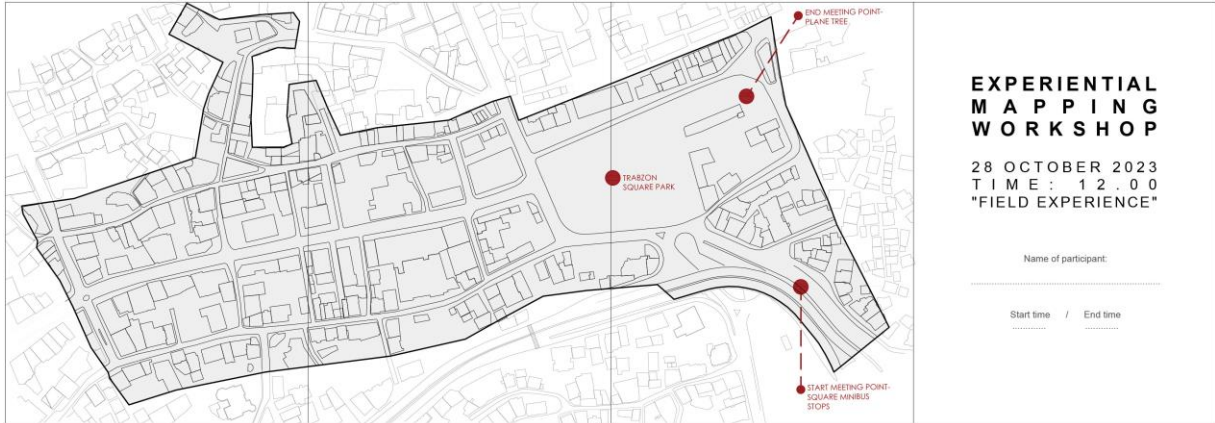 END MEETING POINT-
PLANE TREE.
TRABZON
SQUARE PARK
START MEETING POINT-
SQUARE MINIBUS
STOPS
EXPERIENTIAL
MAPPING
WORKSHOP
28 OCTOBER 2023
TIME: 12.00
"FIELD EXPERIENCE"
Name of participant:
Start time / End time